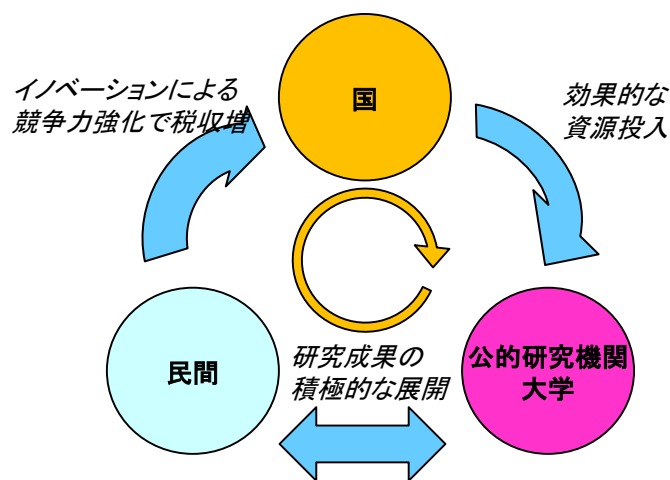 イノベーションによる
競争力強化で税収増
国
効果的な
資源投入
民間
研究成果の
積極的な展開
公的研究機関
大学